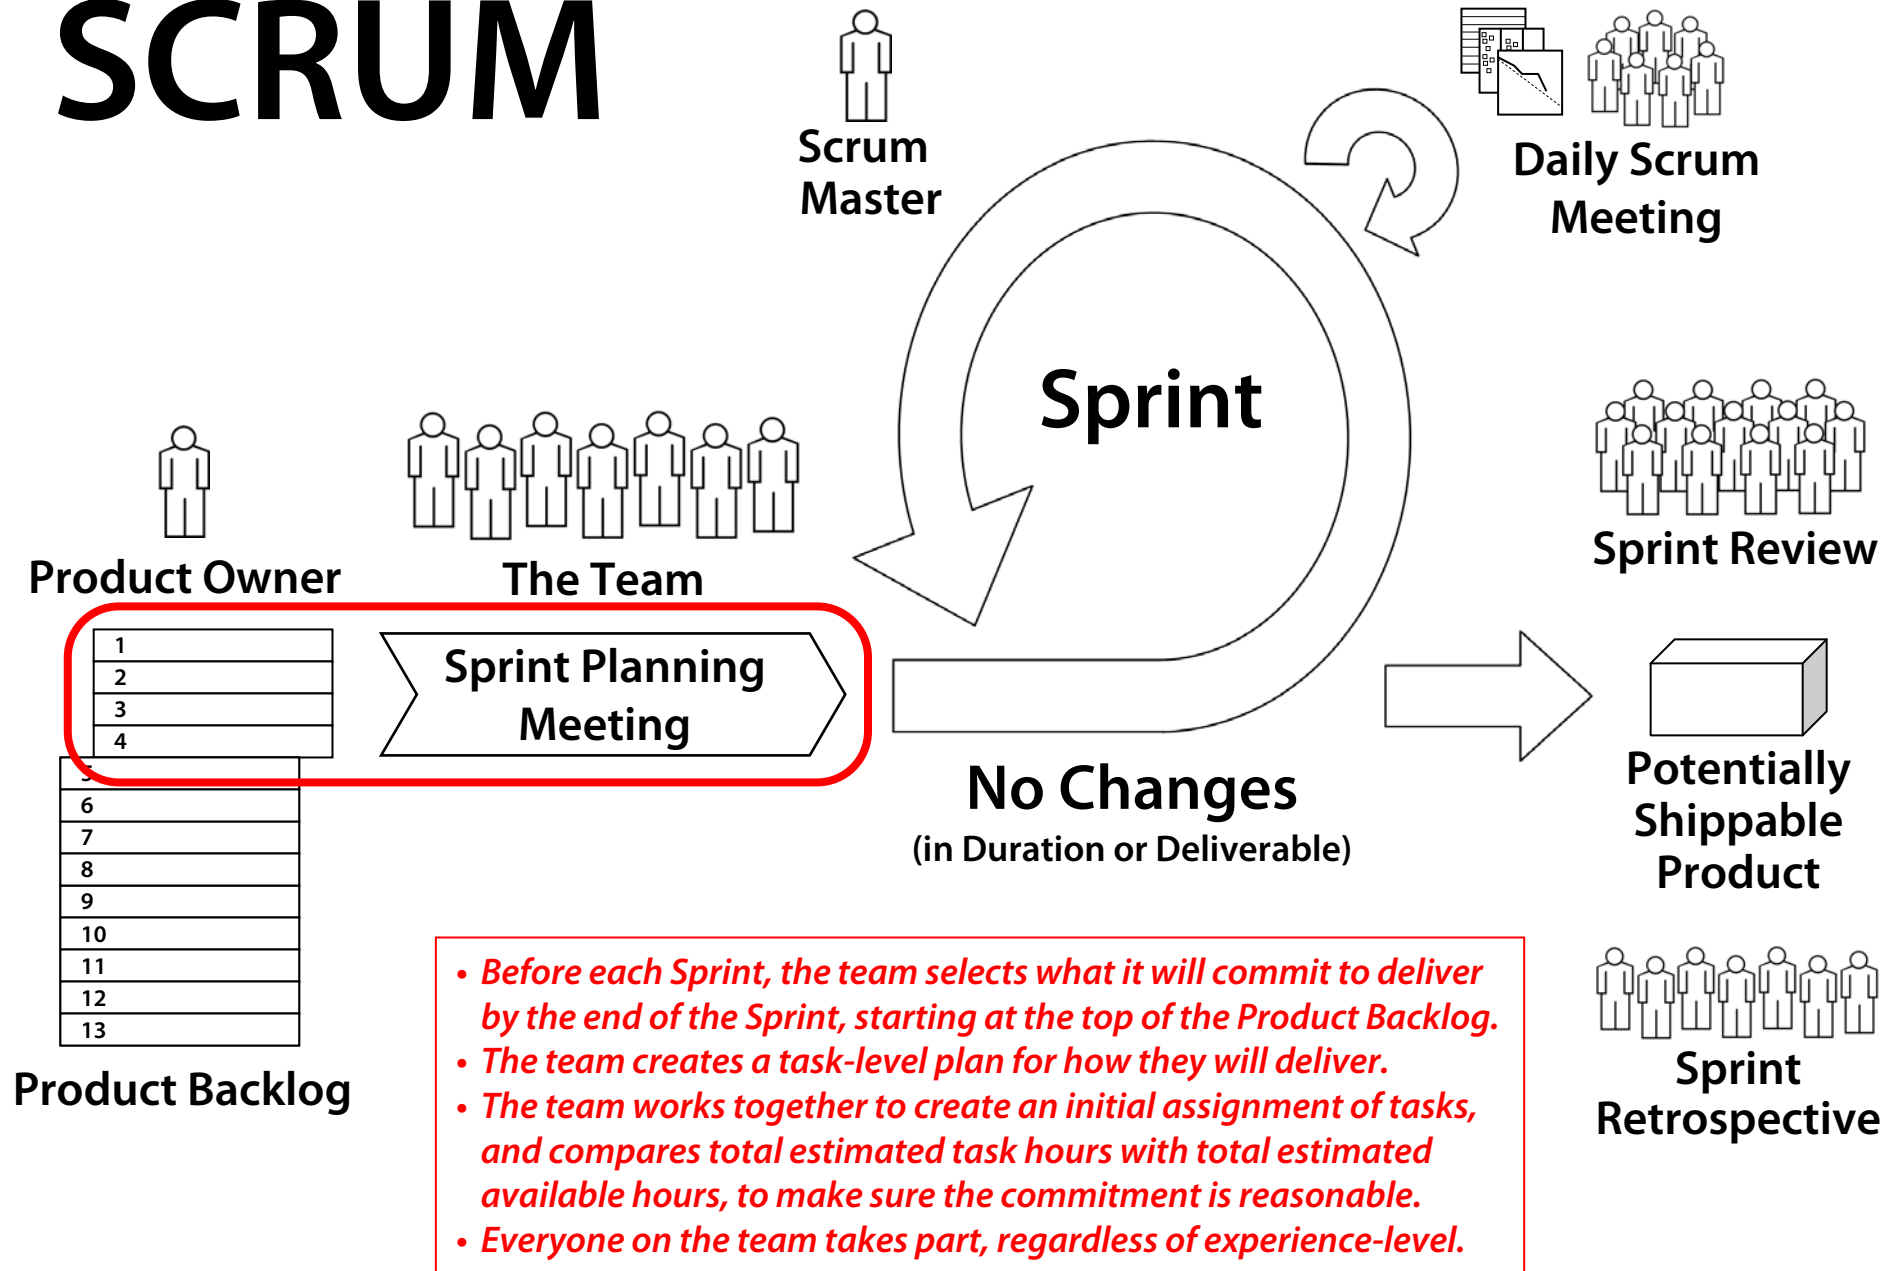 SCRUM
Scrum
Master
Daily Scrum
Meeting
Sprint
Product Owner
The Team
Sprint Review
1
2
3
4
5
6
7
8
9
10
11
12
13
Sprint Planning
Meeting
No Changes
(in Duration or Deliverable)
Potentially
Shippable
Product
Product Backlog
• Before each Sprint, the team selects what it will commit to deliver
by the end of the Sprint, starting at the top of the Product Backlog.
• The team creates a task-level plan for how they will deliver.
• The team works together to create an initial assignment of tasks,
and compares total estimated task hours with total estimated
available hours, to make sure the commitment is reasonable.
• Everyone on the team takes part, regardless of experience-level.
Sprint
Retrospective